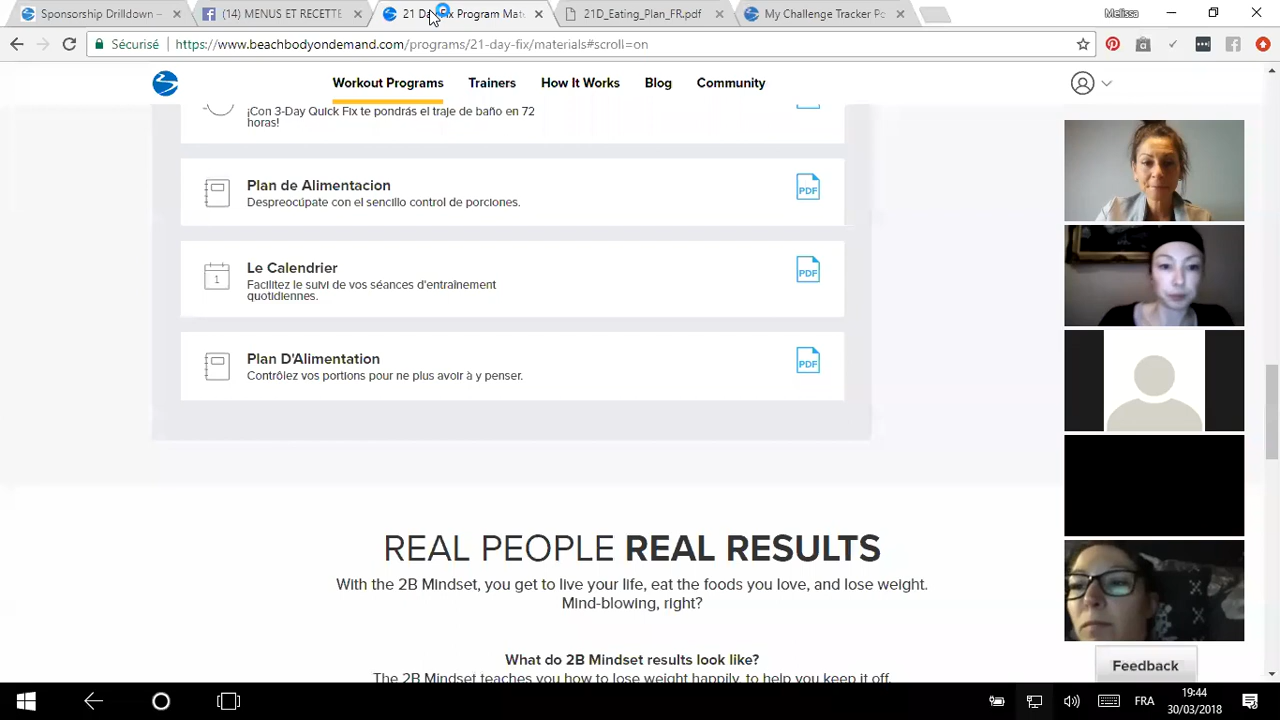 Sponsorship Drilldown –
(14) MENUS ET RECETTE
21 Day Fix Program Mate
21D_Eating_Plan_FR.pdf
My Challenge Tracker Po
Melissa
Sécurisé
https://www.beachbodyondemand.com/programs/21-day-fix/materials#scroll=on
Workout Programs
Trainers
How It Works
Blog
Community
¡Con 3-Day Quick Fix te pondrás el traje de baño en 72
horas!
Plan de Alimentacion
Despreocúpate con el sencillo control de porciones.
PDF
Le Calendrier
Facilitez le suivi de vos séances d'entraînement
quotidiennes.
1
PDF
Plan D'Alimentation
Contrôlez vos portions pour ne plus avoir à y penser.
PDF
REAL PEOPLE REAL RESULTS
With the 2B Mindset, you get to live your life, eat the foods you love, and lose weight.
Mind-blowing, right?
What do 2B Mindset results look like?
The 2B Mindset teaches you how to lose weight happily, to help you keep it off.
Feedback
FRA
19:44
30/03/2018